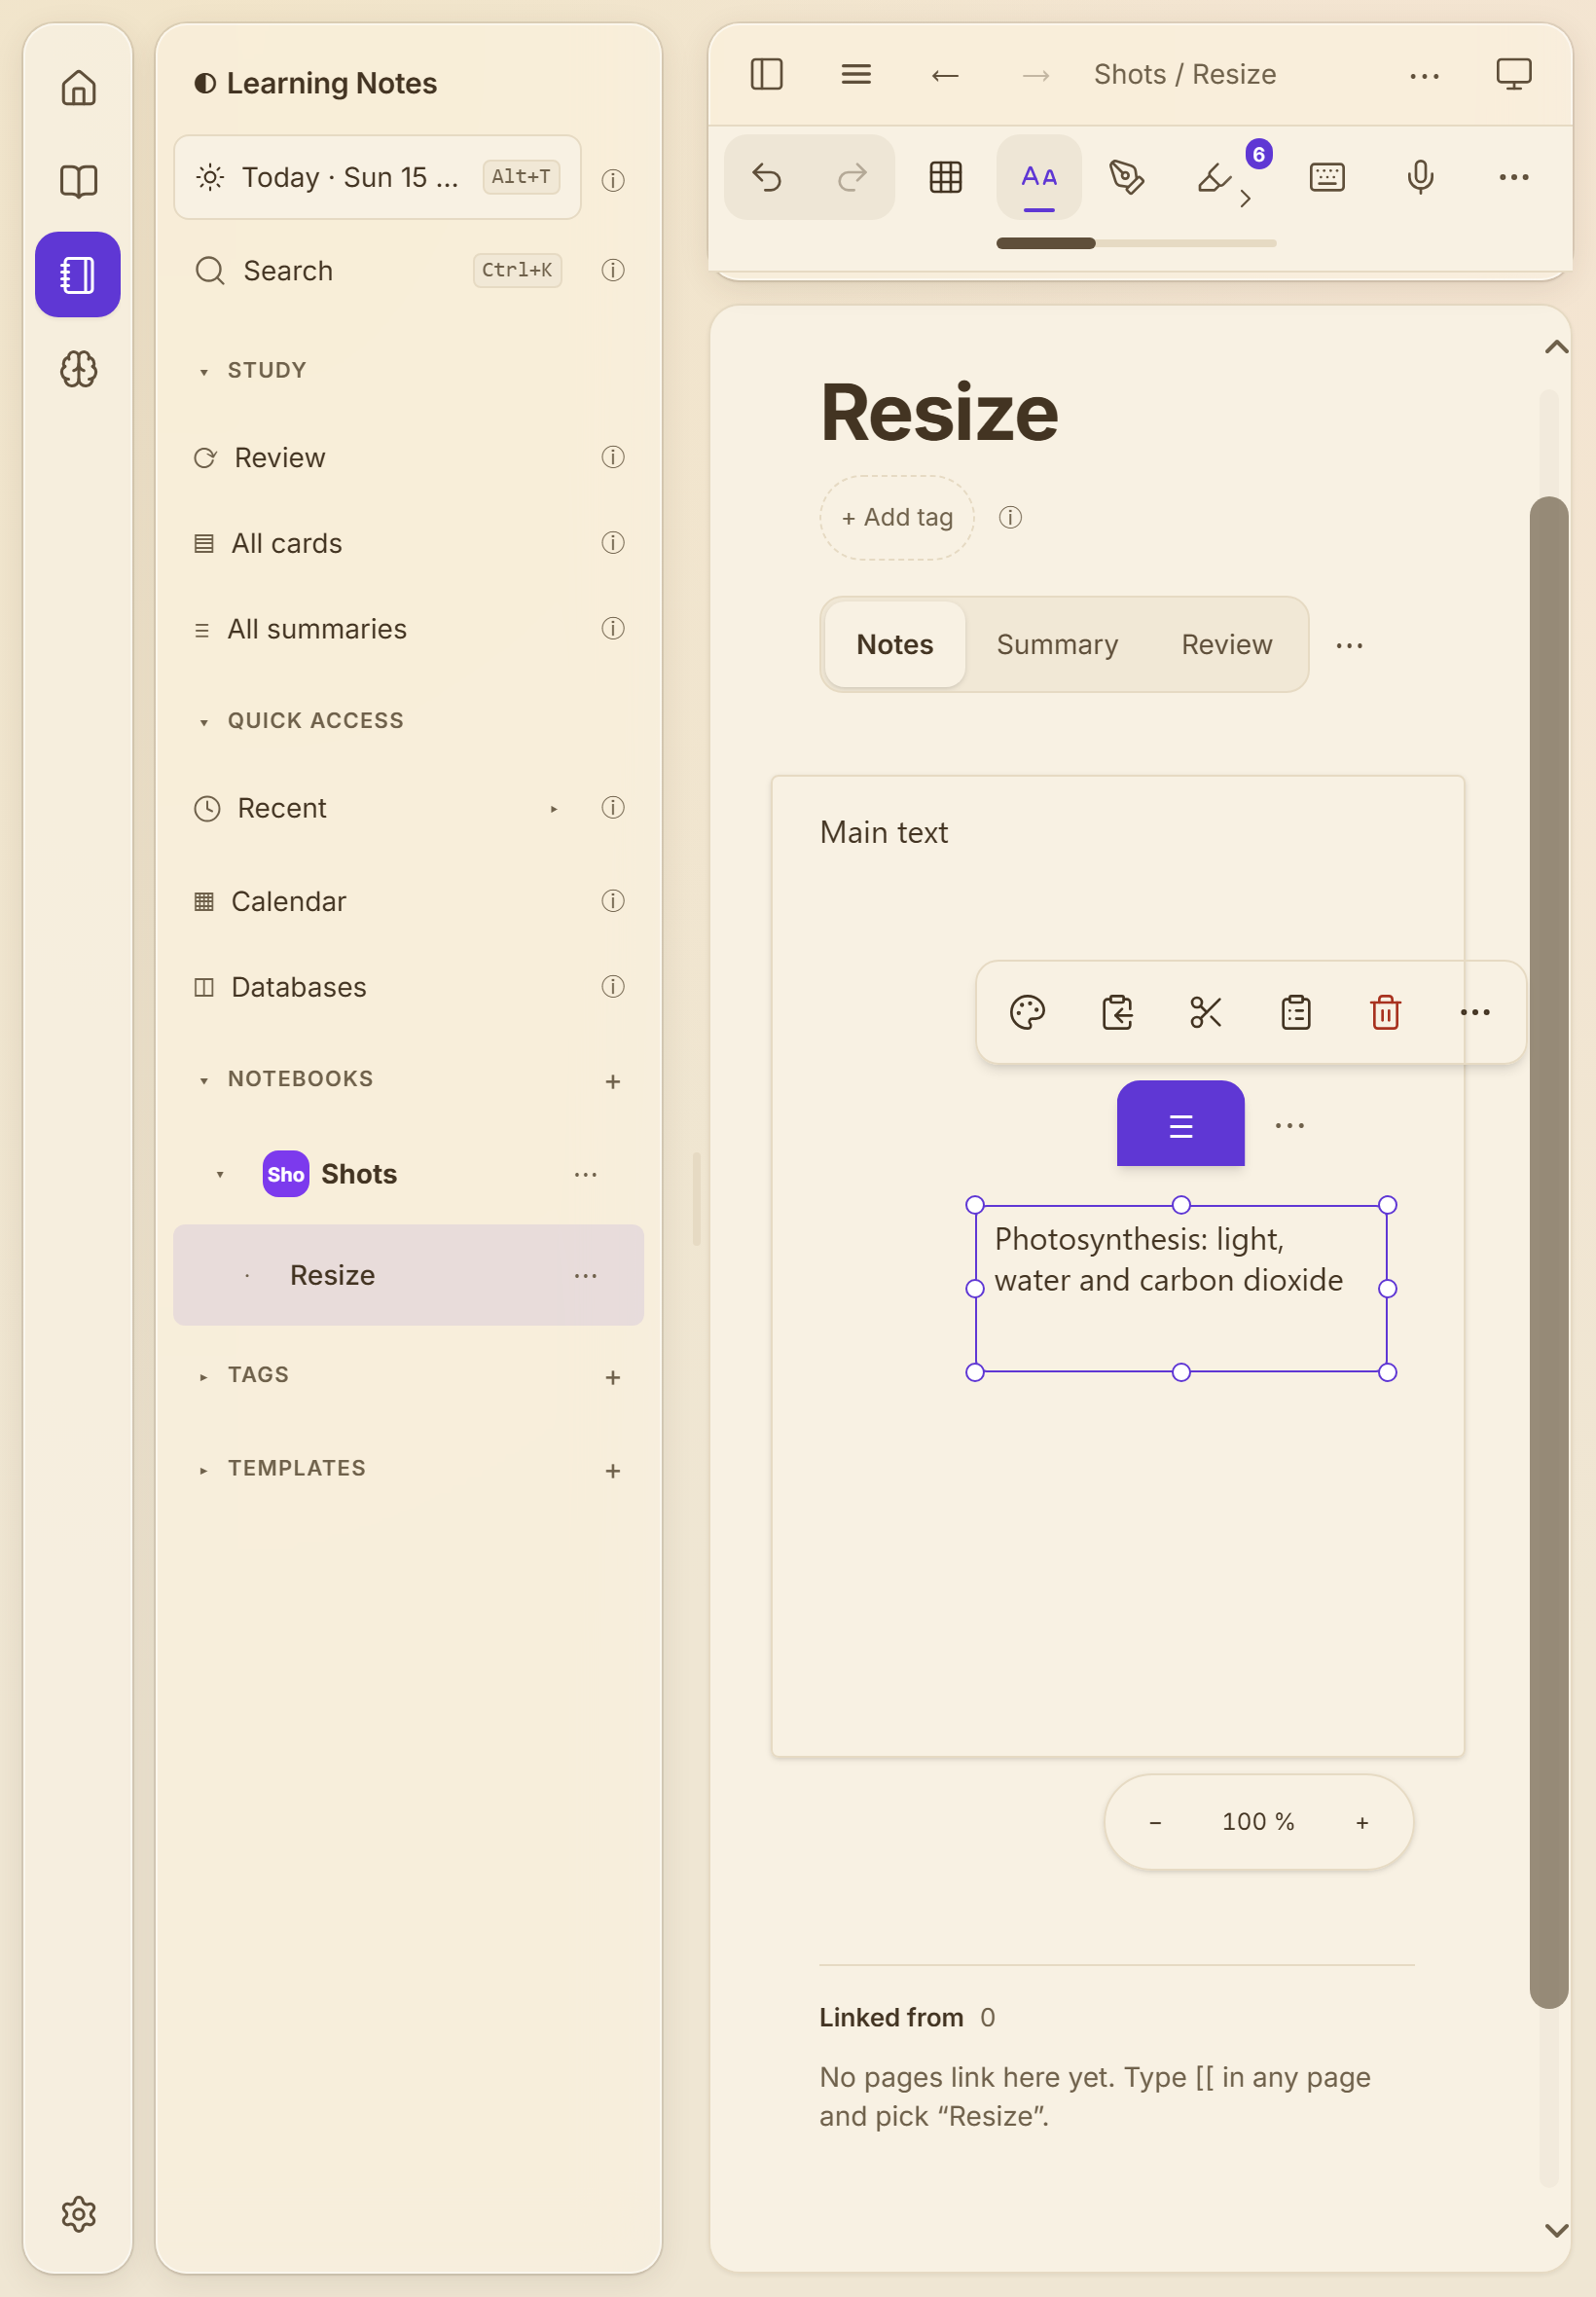 Learning Notes
Today · Sun 15 ... Alt+T
Search Ctrl+K
STUDY
Review
All cards
All summaries
QUICK ACCESS
Recent
Calendar
Databases
NOTEBOOKS +
Sho Shots ...
Resize ...
TAGS +
TEMPLATES +
Shots / Resize
AA
6
Resize
+ Add tag
Notes Summary Review ...
Main text
Photosynthesis: light,
water and carbon dioxide
− 100 % +
Linked from 0
No pages link here yet. Type [[ in any page
and pick “Resize”.